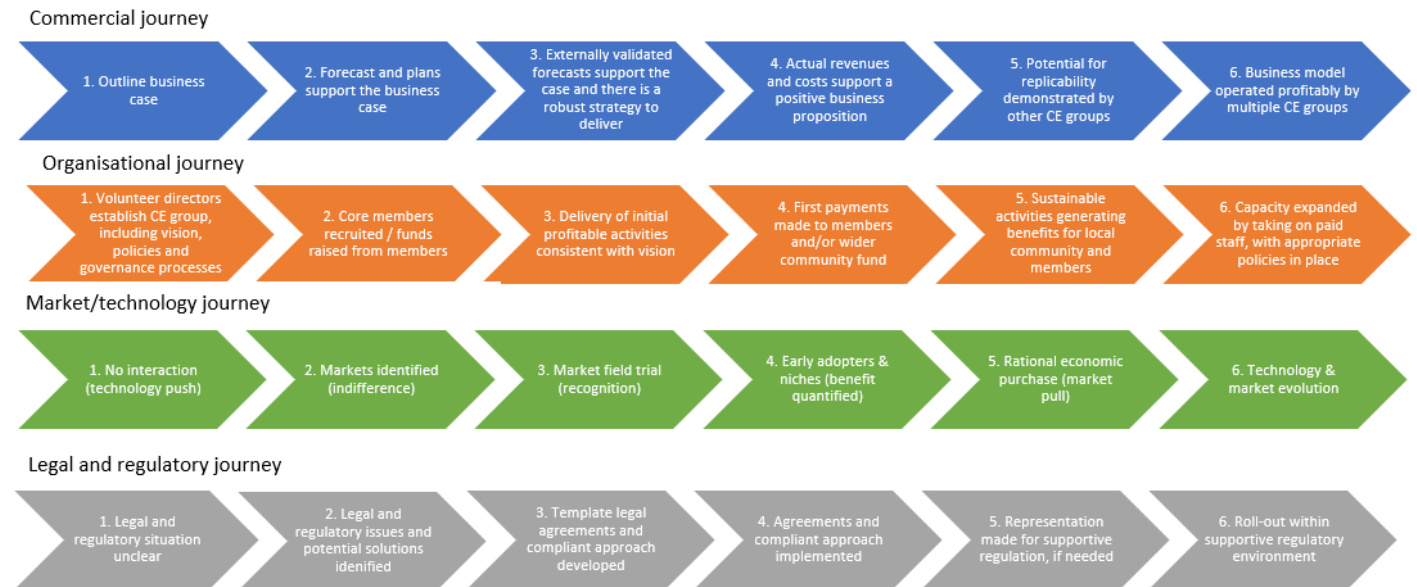 Commercial journey
1. Outline business
case
2. Forecast and plans
support the business
case
3. Externally validated
forecasts support the
case and there is a
robust strategy to
deliver
4. Actual revenues
and costs support a
positive business
proposition
5. Potential for
replicability
demonstrated by
other CE groups
6. Business model
operated profitably by
multiple CE groups
Organisational journey
1. Volunteer directors
establish CE group,
including vision,
policies and
governance processes
2. Core members
recruited / funds
raised from members
3. Delivery of initial
profitable activities
consistent with vision
4. First payments
made to members
and/or wider
community fund
5. Sustainable
activities generating
benefits for local
community and
members
6. Capacity expanded
by taking on paid
staff, with appropriate
policies in place
Market/technology journey
1. No interaction
(technology push)
2. Markets identified
(indifference)
3. Market field trial
(recognition)
4. Early adopters &
niches (benefit
quantified)
5. Rational economic
purchase (market
pull)
6. Technology &
market evolution
Legal and regulatory journey
1. Legal and
regulatory situation
unclear
2. Legal and
regulatory issues and
potential solutions
idenified
3. Template legal
agreements and
compliant approach
developed
4. Agreements and
compliant approach
implemented
5. Representation
made for supportive
regulation, if needed
6. Roll-out within
supportive regulatory
environment